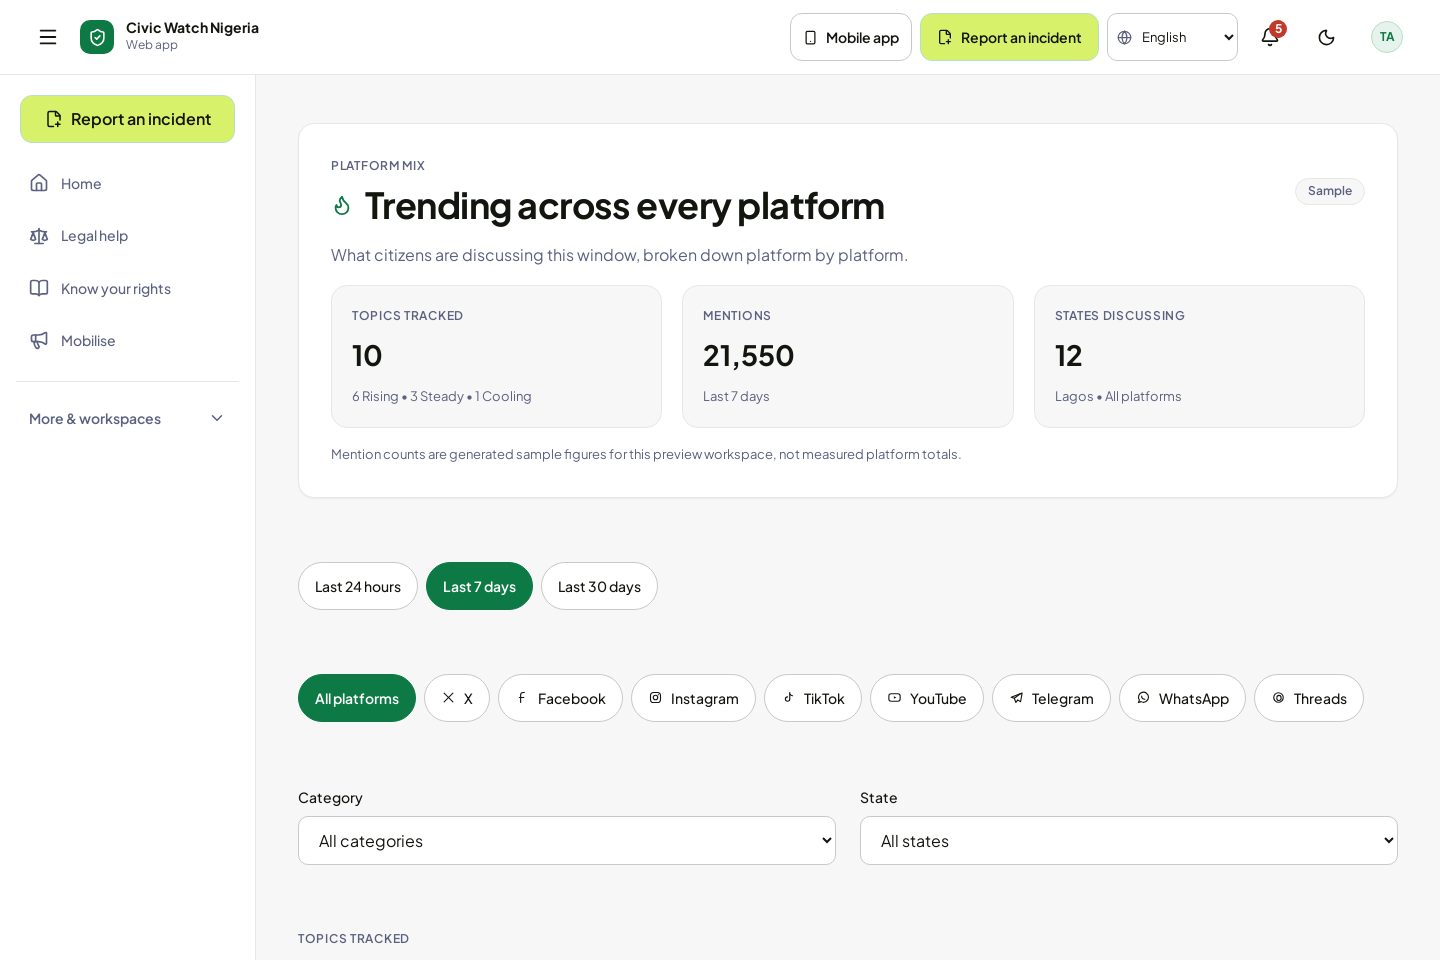 Civic Watch Nigeria
Web app
Mobile app
Report an incident
English
5
TA
Report an incident
Home
Legal help
Know your rights
Mobilise
More & workspaces
PLATFORM MIX
Trending across every platform
Sample
What citizens are discussing this window, broken down platform by platform.
TOPICS TRACKED
10
6 Rising • 3 Steady • 1 Cooling
MENTIONS
21,550
Last 7 days
STATES DISCUSSING
12
Lagos • All platforms
Mention counts are generated sample figures for this preview workspace, not measured platform totals.
Last 24 hours
Last 7 days
Last 30 days
All platforms
X
Facebook
Instagram
TikTok
YouTube
Telegram
WhatsApp
Threads
Category
All categories
State
All states
TOPICS TRACKED